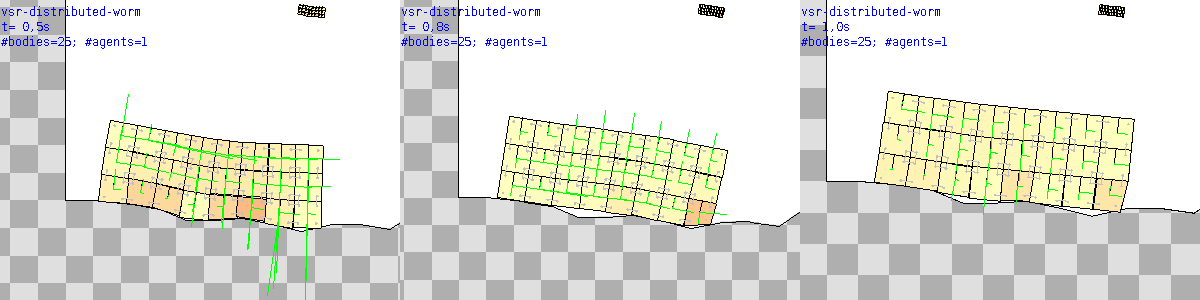 vsr-distributed-worm
t= 0,5s
#bodies=25; #agents=1
vsr-distributed-worm
t= 0,8s
#bodies=25; #agents=1
vsr-distributed-worm
t= 1,0s
#bodies=25; #agents=1